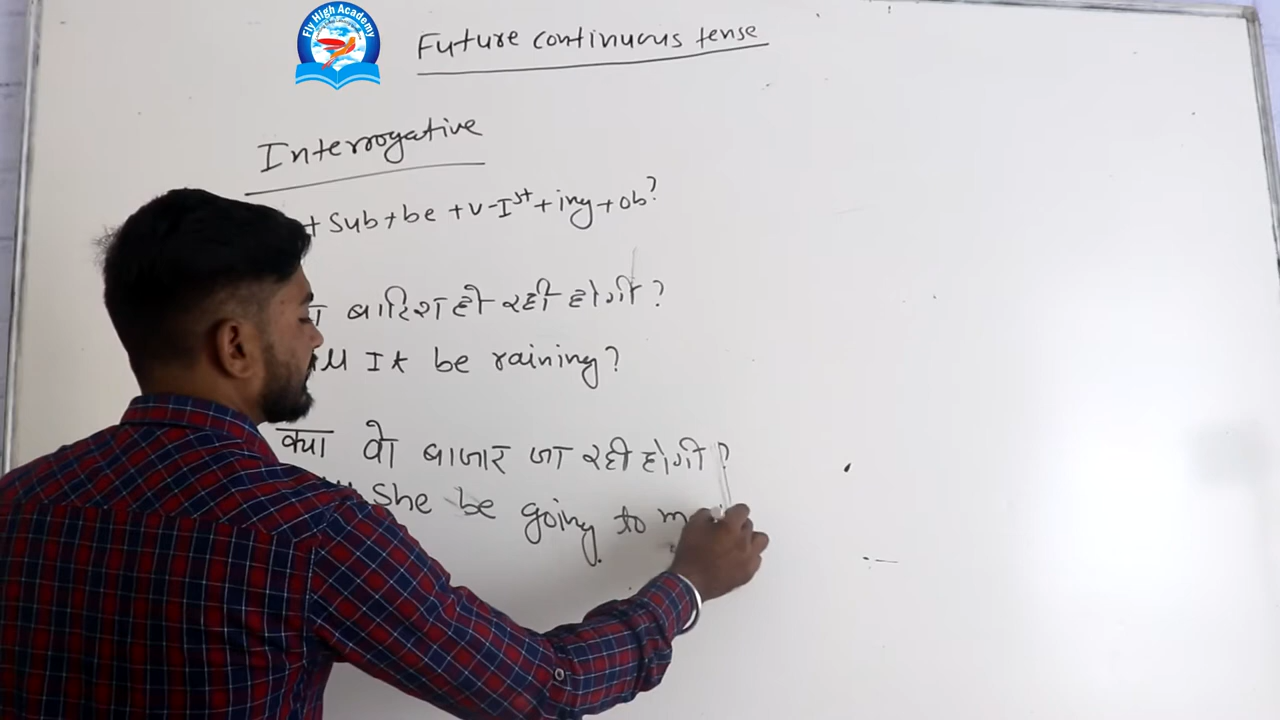 Fly High Academy
Future continuous tense
Interrogative
+ Sub + be + V-Ist + ing + ob?
बारिश हो रही होगी ?
It be raining?
क्या वो बाजार जा रही होगी ?
She be going to